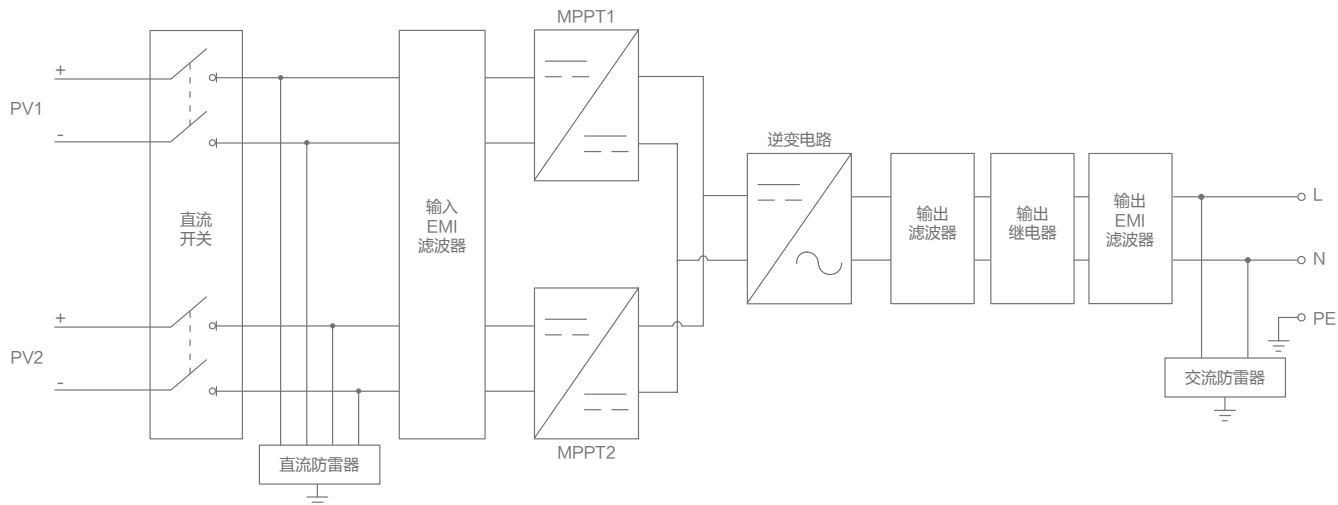 MPPT1
+
PV1
-
直流
开关
输入
EMI
滤波器
逆变电路
输出
滤波器
输出
继电器
输出
EMI
滤波器
L
N
PE
+
PV2
-
交流防雷器
MPPT2
直流防雷器